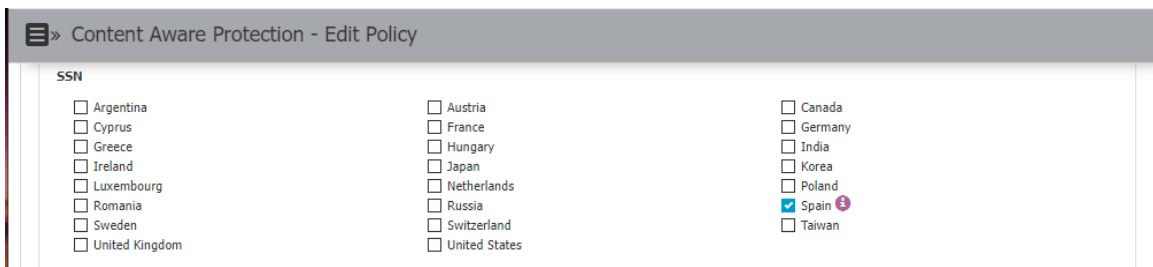 » Content Aware Protection - Edit Policy
SSN
Argentina Austria Canada
Cyprus France Germany
Greece Hungary India
Ireland Japan Korea
Luxembourg Netherlands Poland
Romania Russia Spain
Sweden Switzerland Taiwan
United Kingdom United States